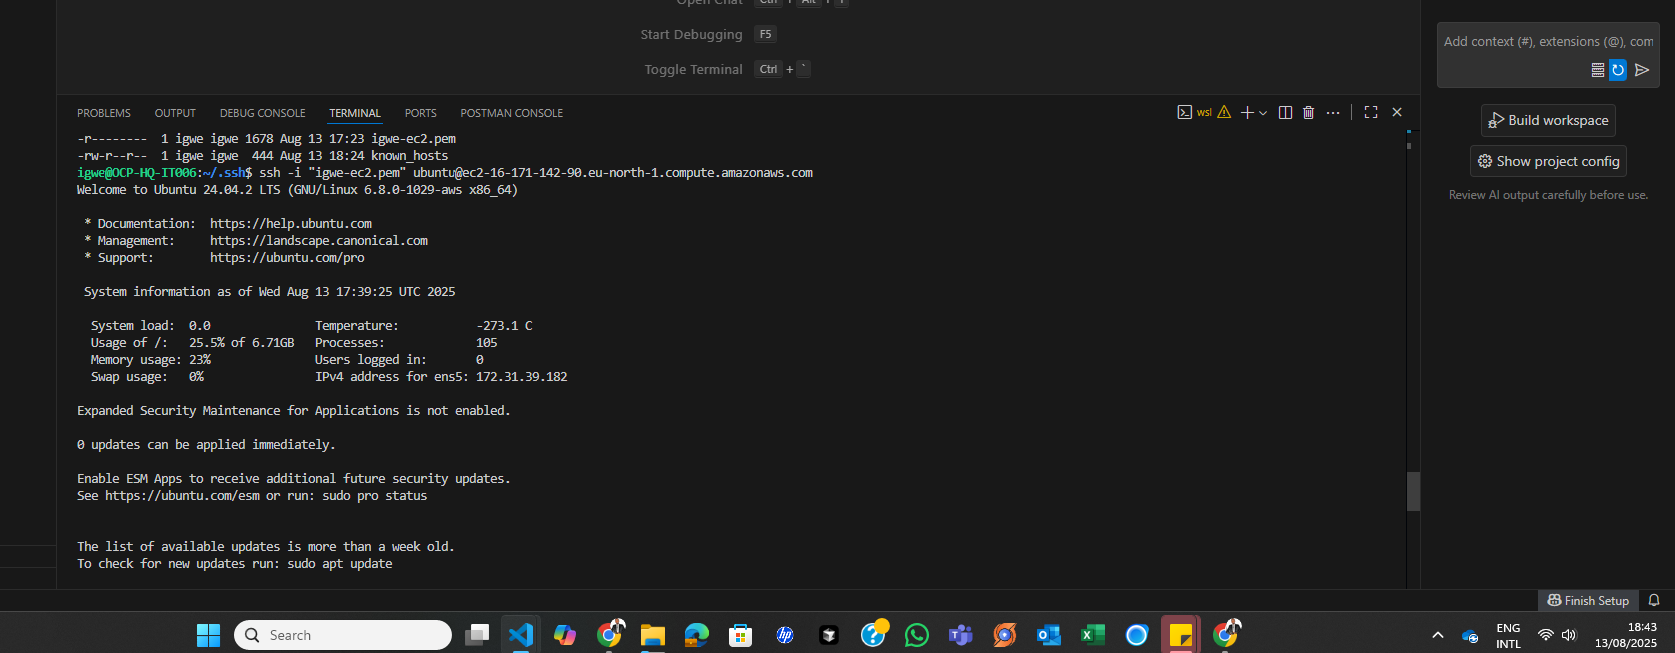 Open Chat Ctrl + Alt + I
Start Debugging F5
Toggle Terminal Ctrl + `
Add context (#), extensions (@), com
Build workspace
Show project config
Review AI output carefully before use.
PROBLEMS OUTPUT DEBUG CONSOLE TERMINAL PORTS POSTMAN CONSOLE wsl
-r-------- 1 igwe igwe 1678 Aug 13 17:23 igwe-ec2.pem
-rw-r--r-- 1 igwe igwe 444 Aug 13 18:24 known_hosts
igwe@OCP-HQ-IT006:~/.ssh$ ssh -i "igwe-ec2.pem" ubuntu@ec2-16-171-142-90.eu-north-1.compute.amazonaws.com
Welcome to Ubuntu 24.04.2 LTS (GNU/Linux 6.8.0-1029-aws x86_64)
* Documentation: https://help.ubuntu.com
* Management: https://landscape.canonical.com
* Support: https://ubuntu.com/pro
System information as of Wed Aug 13 17:39:25 UTC 2025
System load: 0.0 Temperature: -273.1 C
Usage of /: 25.5% of 6.71GB Processes: 105
Memory usage: 23% Users logged in: 0
Swap usage: 0% IPv4 address for ens5: 172.31.39.182
Expanded Security Maintenance for Applications is not enabled.
0 updates can be applied immediately.
Enable ESM Apps to receive additional future security updates.
See https://ubuntu.com/esm or run: sudo pro status
The list of available updates is more than a week old.
To check for new updates run: sudo apt update
Finish Setup
Search
hp
ENG
INTL
18:43
13/08/2025